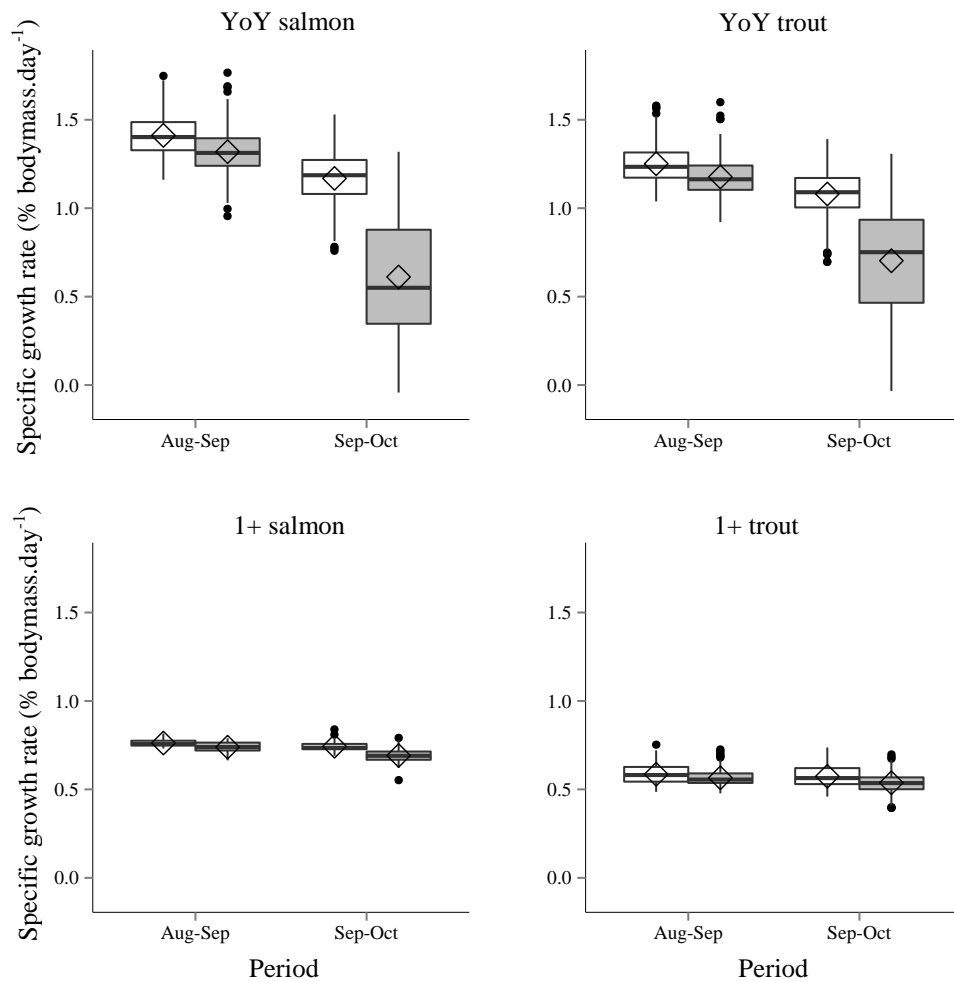 YoY salmon
YoY trout
Specific growth rate (% bodymass.day-1)
1.5
1.0
0.5
0.0
Aug-Sep
Sep-Oct
1.5
1.0
0.5
0.0
Aug-Sep
Sep-Oct
1+ salmon
1+ trout
Specific growth rate (% bodymass.day-1)
1.5
1.0
0.5
0.0
Aug-Sep
Sep-Oct
Period
1.5
1.0
0.5
0.0
Aug-Sep
Sep-Oct
Period